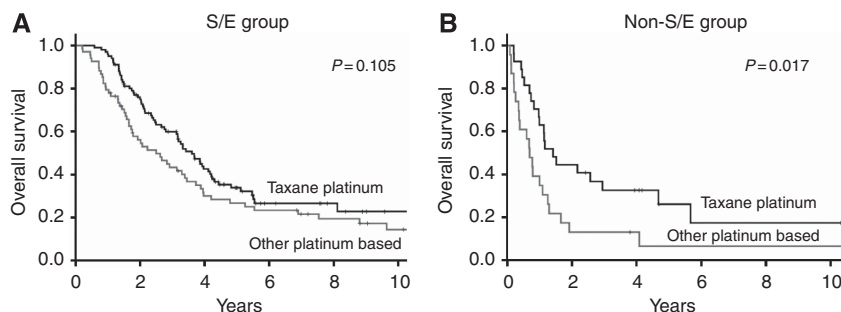 A
S/E group
Overall survival
1.0
0.8
0.6
0.4
0.2
0.0
P=0.105
Taxane platinum
Other platinum based
0
2
4
6
8
10
Years
B
Non-S/E group
Overall survival
1.0
0.8
0.6
0.4
0.2
0.0
P=0.017
Taxane platinum
Other platinum based
0
2
4
6
8
10
Years